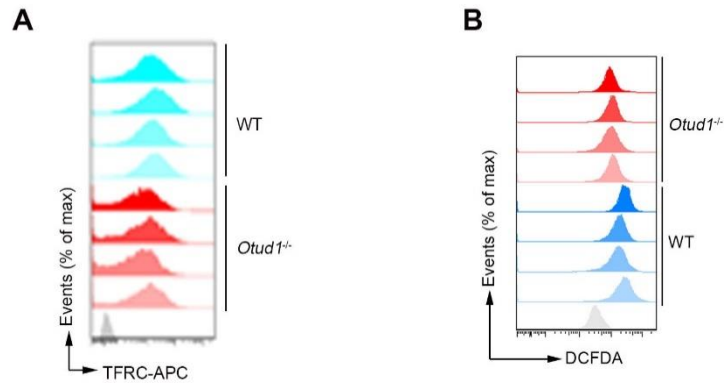 A
WT
Otud1-/-
Events (% of max)
TFRC-APC
B
Otud1-/-
WT
Events (% of max)
DCFDA